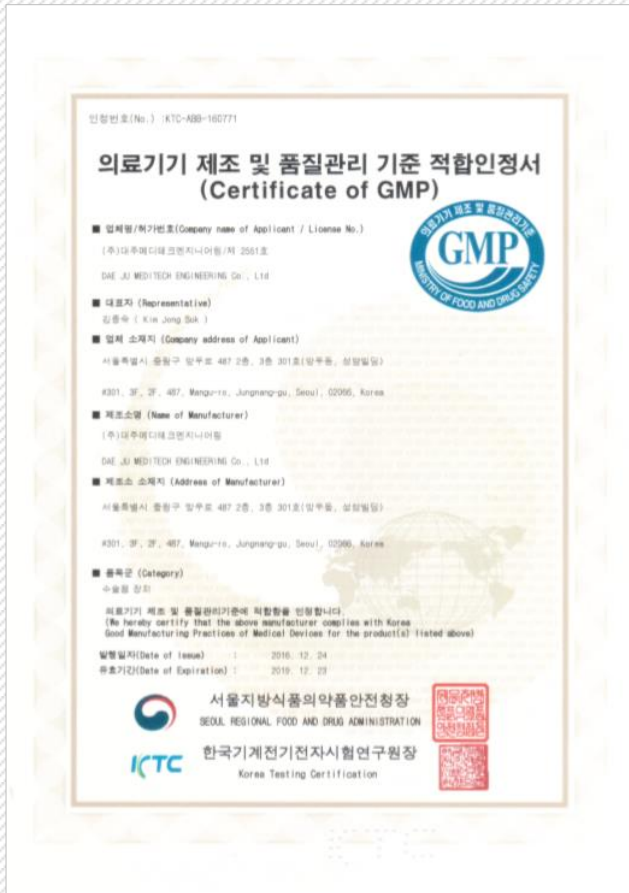 인정번호(No.) :KTC-ABB-160771
의료기기 제조 및 품질관리 기준 적합인정서
(Certificate of GMP)
의료기기 제조 및 품질관리기준
GMP
MINISTRY OF FOOD AND DRUG SAFETY
■ 업체명/허가번호(Company name of Applicant / License No.)
(주)대주메디테크엔지니어링/제 2561호
DAE JU MEDITECH ENGINEERING Co., Ltd
■ 대표자 (Representative)
김종숙 ( Kim Jong Suk )
■ 업체 소재지 (Company address of Applicant)
서울특별시 중랑구 망우로 487 2층, 3층 301호(망우동, 성암빌딩)
#301, 3F, 2F, 487, Mangu-ro, Jungnang-gu, Seoul, 02066, Korea
■ 제조소명 (Name of Manufacturer)
(주)대주메디테크엔지니어링
DAE JU MEDITECH ENGINEERING Co., Ltd
■ 제조소 소재지 (Address of Manufacturer)
서울특별시 중랑구 망우로 487 2층, 3층 301호(망우동, 성암빌딩)
#301, 3F, 2F, 487, Mangu-ro, Jungnang-gu, Seoul, 02066, Korea
■ 품목군 (Category)
수술용 장치
의료기기 제조 및 품질관리기준에 적합함을 인정합니다.
(We hereby certify that the above manufacturer complies with Korea
Good Manufacturing Practices of Medical Devices for the product(s) listed above)
발행일자(Date of Issue) : 2016. 12. 24
유효기간(Date of Expiration) : 2019. 12. 23
서울지방식품의약품안전청장
SEOUL REGIONAL FOOD AND DRUG ADMINISTRATION
KTC
한국기계전기전자시험연구원장
Korea Testing Certification